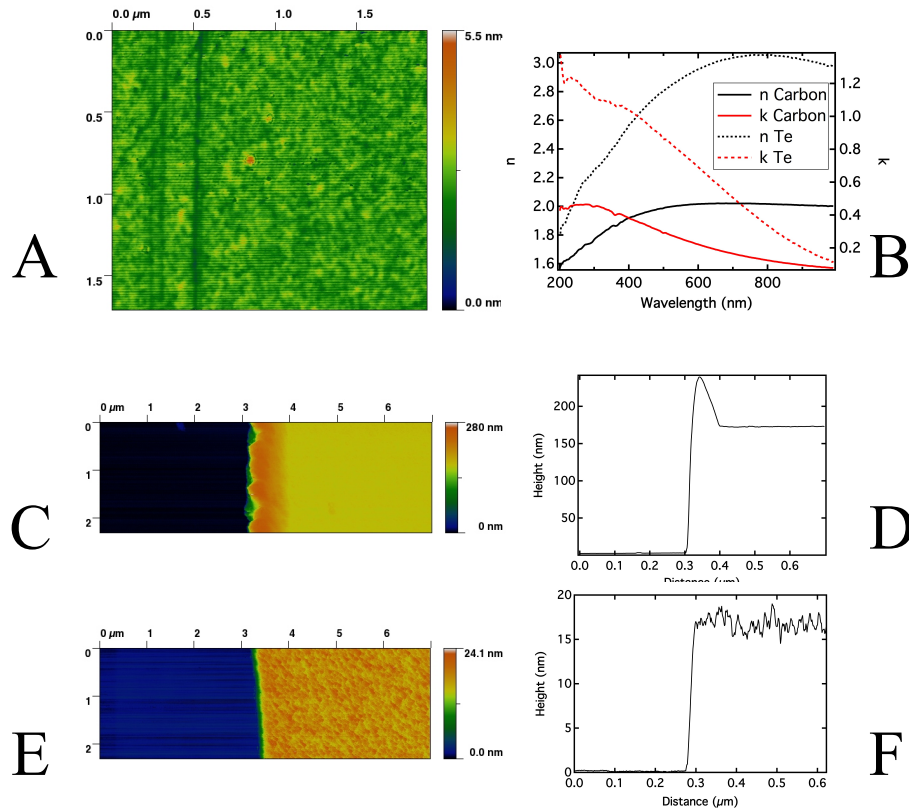 0.0 µm 0.5 1.0 1.5
0.0
0.5
1.0
1.5
5.5 nm
0.0 nm
A
3.0
2.8
2.6
2.4
2.2
2.0
1.8
1.6
n
1.2
1.0
0.8
0.6
0.4
0.2
k
n Carbon
k Carbon
n Te
k Te
200 400 600 800
Wavelength (nm)
B
0 µm 1 2 3 4 5 6
0
1
2
280 nm
0 nm
C
200
150
100
50
Height (nm)
0.0 0.1 0.2 0.3 0.4 0.5 0.6
Distance (µm)
D
0 µm 1 2 3 4 5 6
0
1
2
24.1 nm
0.0 nm
E
20
15
10
5
0
Height (nm)
0.0 0.1 0.2 0.3 0.4 0.5 0.6
Distance (µm)
F